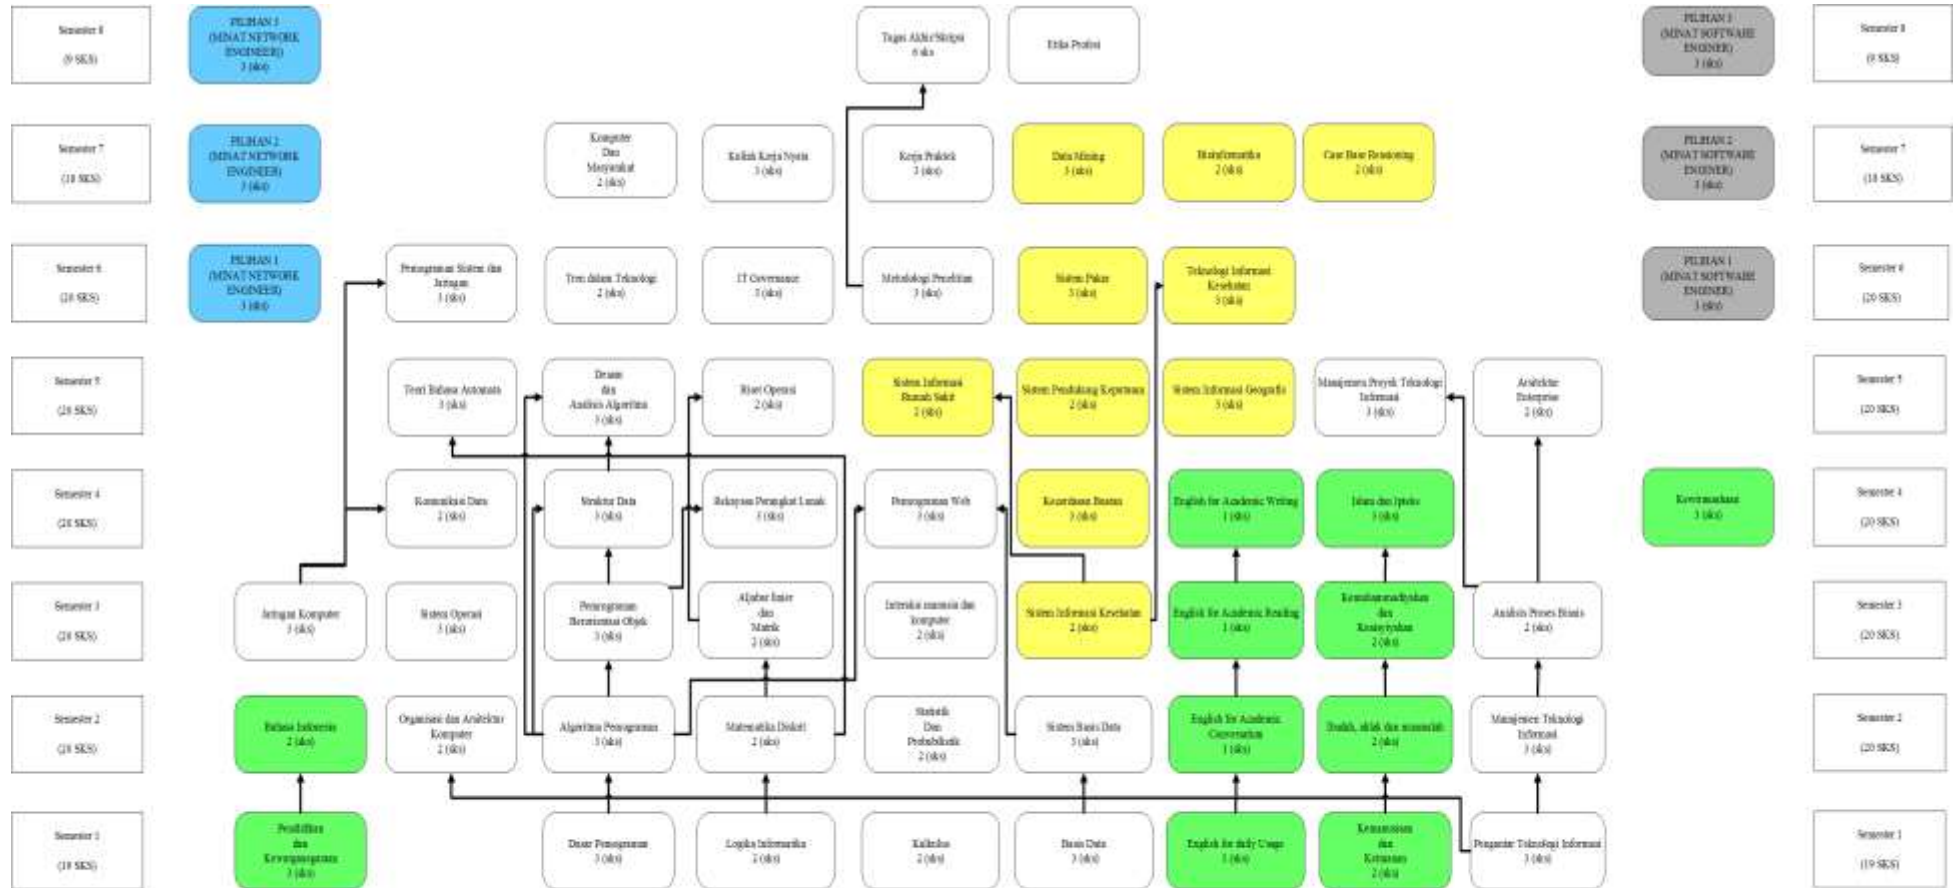 Semester 8
(9 SKS)
PILIHAN 3
(MINAT NETWORK
ENGINEER)
3 (sks)
Tugas Akhir/Skripsi
6 sks
Etika Profesi
PILIHAN 3
(MINAT SOFTWARE
ENGINER)
3 (sks)
Semester 8
(9 SKS)
Semester 7
(18 SKS)
PILIHAN 2
(MINAT NETWORK
ENGINEER)
3 (sks)
Komputer
Dan
Masyarakat
2 (sks)
Kuliah Kerja Nyata
3 (sks)
Kerja Praktek
3 (sks)
Data Mining
3 (sks)
Bioinformatika
2 (sks)
Case Base Reasioning
2 (sks)
PILIHAN 2
(MINAT SOFTWARE
ENGINER)
3 (sks)
Semester 7
(18 SKS)
Semester 6
(20 SKS)
PILIHAN 1
(MINAT NETWORK
ENGINEER)
3 (sks)
Pemrograman Sistem dan
Jaringan
3 (sks)
Tren dalam Teknologi
2 (sks)
IT Governance
3 (sks)
Metodologi Penelitian
3 (sks)
Sistem Pakar
3 (sks)
Teknologi Informasi
Kesehatan
3 (sks)
PILIHAN 1
(MINAT SOFTWARE
ENGINER)
3 (sks)
Semester 6
(20 SKS)
Semester 5
(20 SKS)
Teori Bahasa Automata
3 (sks)
Desain
dan
Analisis Algoritma
3 (sks)
Riset Operasi
2 (sks)
Sistem Informasi
Rumah Sakit
2 (sks)
Sistem Pendukung Keputusan
2 (sks)
Sistem Informasi Geografis
3 (sks)
Manajemen Proyek Teknologi
Informasi
3 (sks)
Arsitektur
Enterprise
2 (sks)
Semester 5
(20 SKS)
Semester 4
(20 SKS)
Komunikasi Data
2 (sks)
Struktur Data
3 (sks)
Rekayasa Perangkat Lunak
3 (sks)
Pemrograman Web
3 (sks)
Kecerdasan Buatan
3 (sks)
English for Academic Writing
1 (sks)
Islam dan Ipteks
3 (sks)
Kewirausahaan
3 (sks)
Semester 4
(20 SKS)
Semester 3
(20 SKS)
Jaringan Komputer
3 (sks)
Sistem Operasi
3 (sks)
Pemrograman
Berorientasi Objek
3 (sks)
Aljabar linier
dan
Matrik
2 (sks)
Interaksi manusia dan
komputer
2 (sks)
Sistem Informasi Kesehatan
2 (sks)
English for Academic Reading
1 (sks)
Kemuhammadiyahan
dan
Keaisyiyahan
2 (sks)
Analisis Proses Bisnis
2 (sks)
Semester 3
(20 SKS)
Semester 2
(20 SKS)
Bahasa Indonesia
2 (sks)
Organisasi dan Arsitektur
Komputer
2 (sks)
Algoritma Pemrograman
3 (sks)
Matematika Diskrit
2 (sks)
Statistik
Dan
Probabilistik
2 (sks)
Sistem Basis Data
3 (sks)
English for Academic
Conversation
1 (sks)
Ibadah, ahlak dan muamalah
2 (sks)
Manajemen Teknologi
Informasi
3 (sks)
Semester 2
(20 SKS)
Semester 1
(19 SKS)
Pendidikan
dan
Kewarganegaraan
3 (sks)
Dasar Pemrograman
3 (sks)
Logika Informatika
2 (sks)
Kalkulus
2 (sks)
Basis Data
3 (sks)
English for daily Usage
1 (sks)
Kemanusiaan
dan
Keimanan
2 (sks)
Pengantar Teknologi Informasi
3 (sks)
Semester 1
(19 SKS)